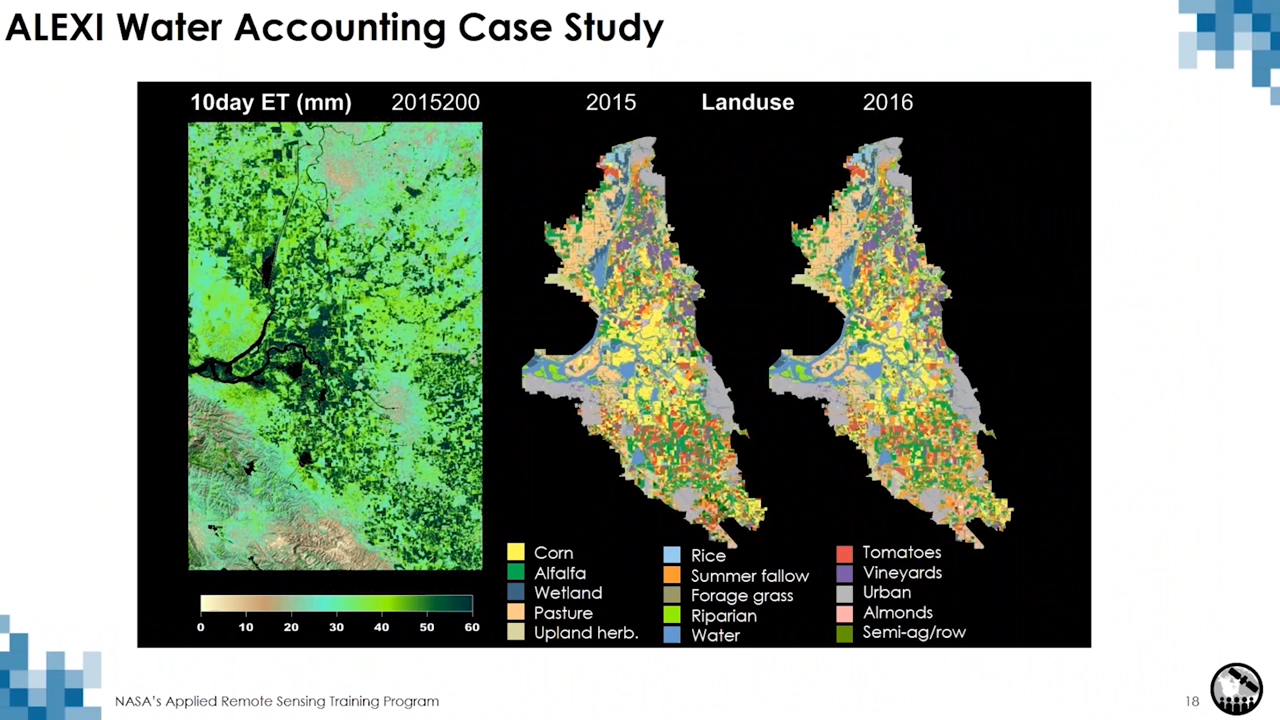 ALEXI Water Accounting Case Study
10day ET (mm) 2015200 2015 Landuse 2016
0 10 20 30 40 50 60
Corn
Alfalfa
Wetland
Pasture
Upland herb.
Rice
Summer fallow
Forage grass
Riparian
Water
Tomatoes
Vineyards
Urban
Almonds
Semi-ag/row
NASA's Applied Remote Sensing Training Program
18